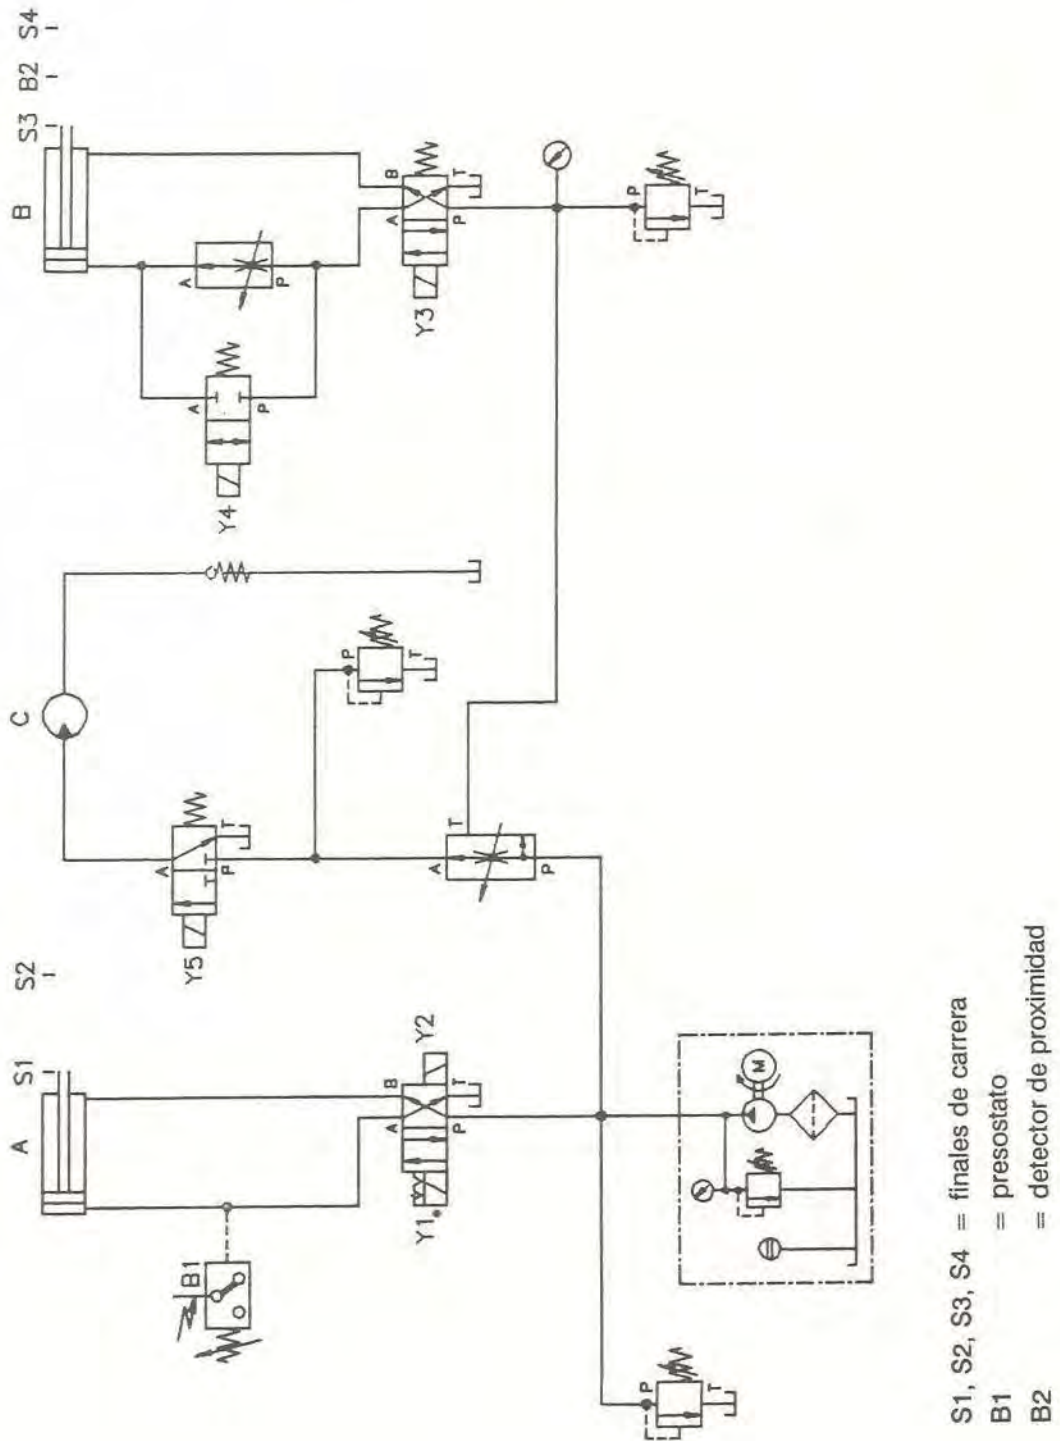 A S1 S2 C B S3 B2 S4
B1
Y5 A T P
Y4 A P
A P
P T
Y1 A B Y2
P T
Y3 A B
P T
A T P
P T
M
P T
S1, S2, S3, S4 = finales de carrera
B1 = presostato
B2 = detector de proximidad